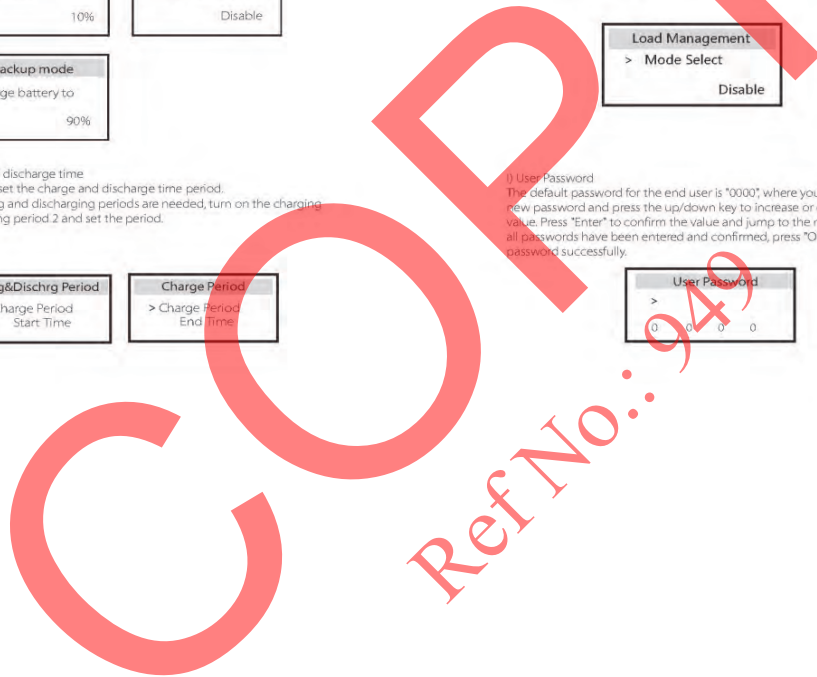 10%
Disable
ackup mode
ge battery to
90%
discharge time
set the charge and discharge time period.
g and discharging periods are needed, turn on the charging
ng period 2 and set the period.
g&Dischrg Period
harge Period
Start Time
Charge Period
> Charge Period
End Time
Load Management
> Mode Select
Disable
I) User Password
The default password for the end user is "0000", where you
new password and press the up/down key to increase or
value. Press "Enter" to confirm the value and jump to the
all passwords have been entered and confirmed, press "O
password successfully.
User Password
>
0 0 0 0
COP
Ref No.: 949